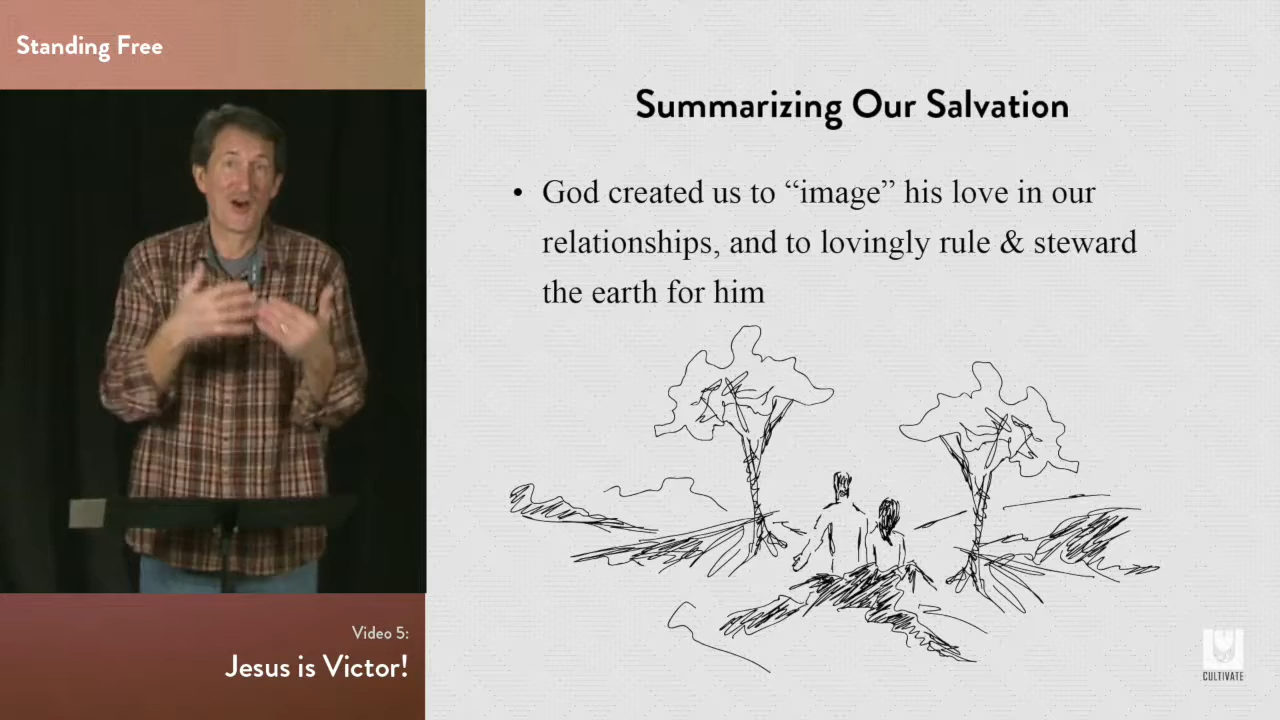 Standing Free
Summarizing Our Salvation
• God created us to “image” his love in our
relationships, and to lovingly rule & steward
the earth for him
Video 5:
Jesus is Victor!
CULTIVATE